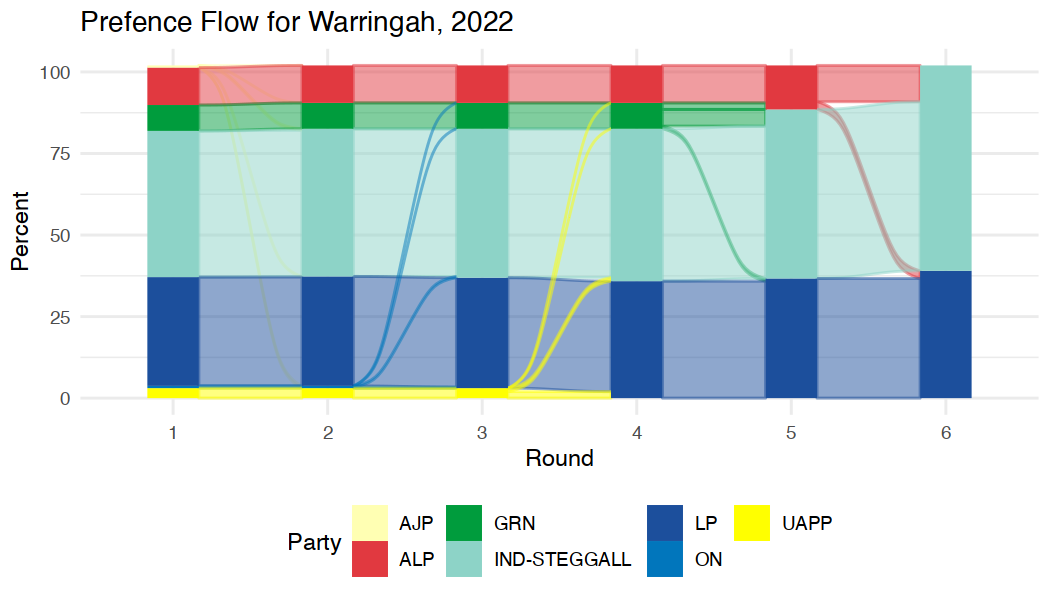 Prefence Flow for Warringah, 2022
100
75
50
25
0
Percent
1 2 3 4 5 6
Round
Party
AJP GRN LP UAPP
ALP IND-STEGGALL ON